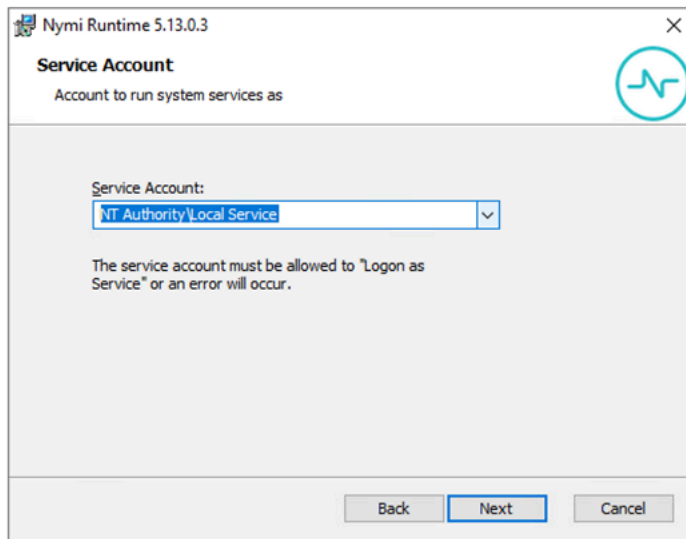 Nymi Runtime 5.13.0.3
Service Account
Account to run system services as
Service Account:
NT Authority\Local Service
The service account must be allowed to "Logon as
Service" or an error will occur.
Back Next Cancel